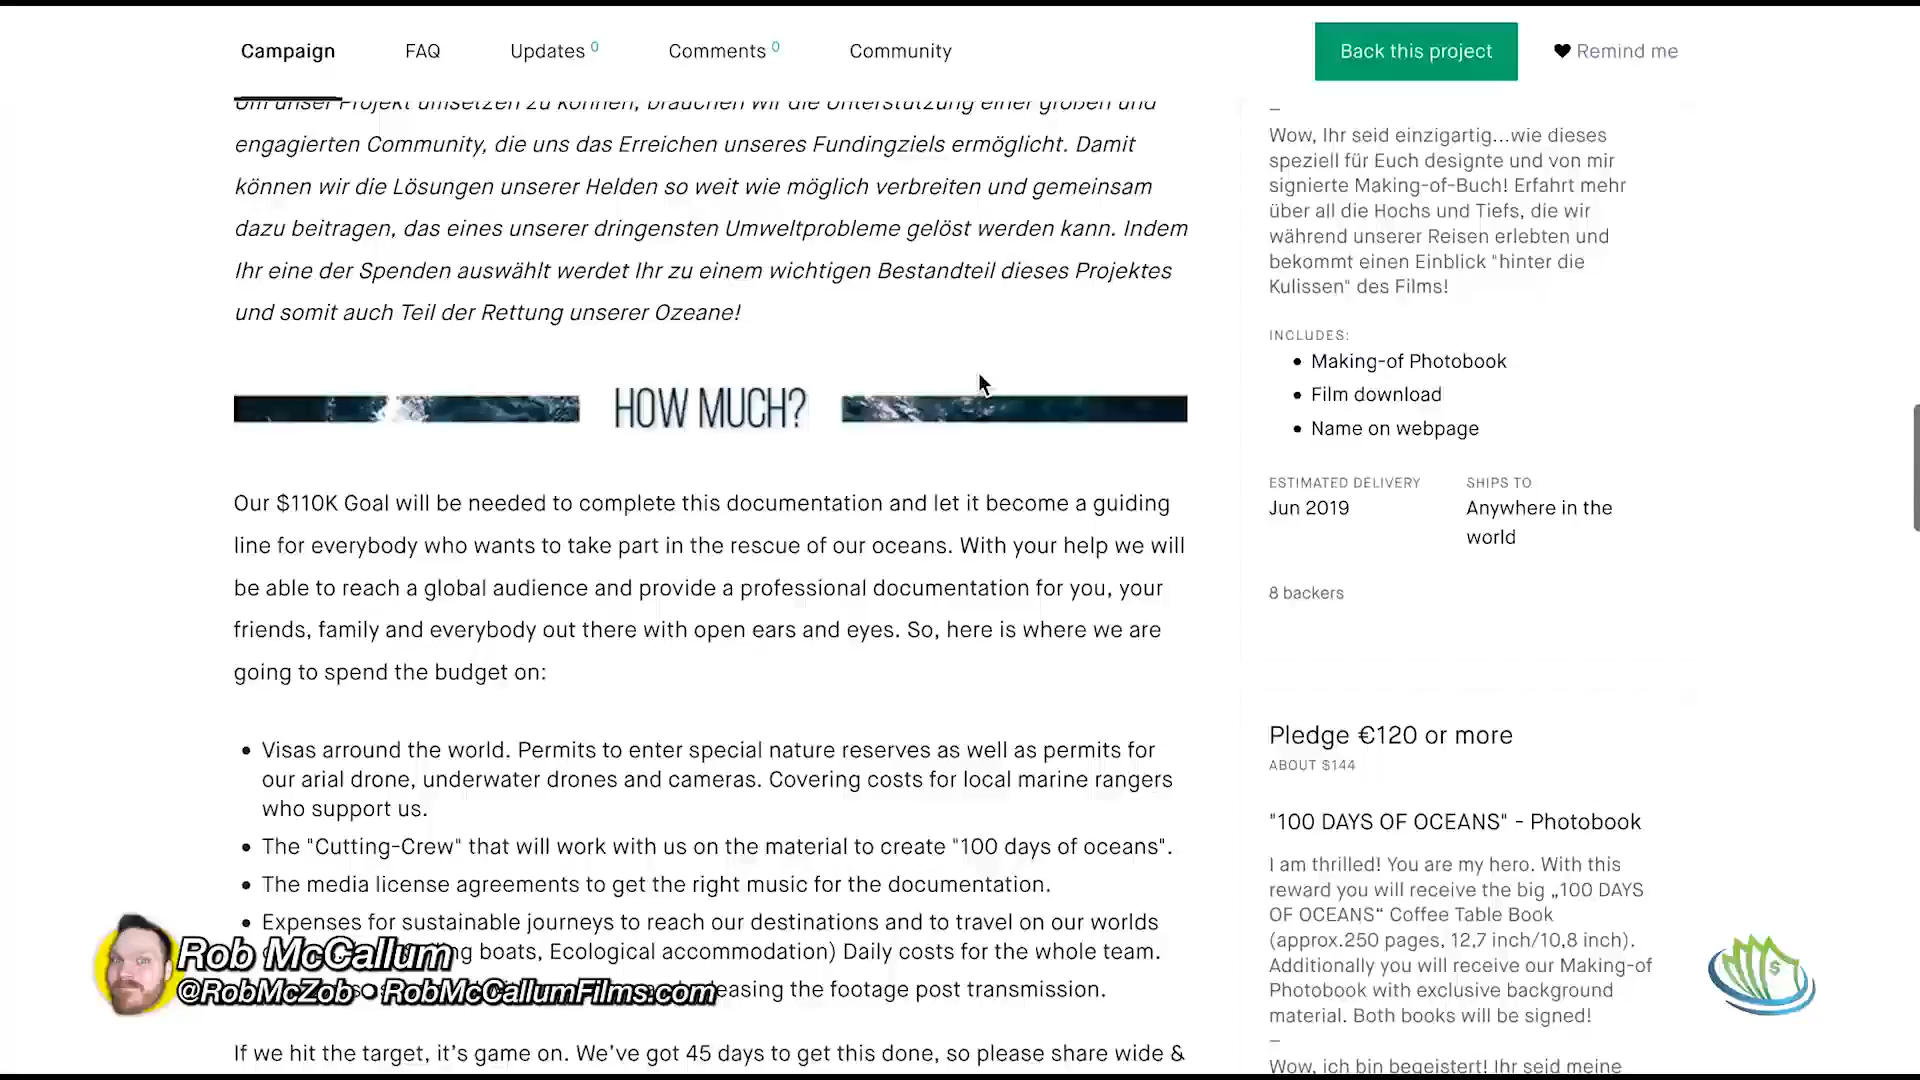 Campaign
FAQ
Updates 0
Comments 0
Community
Back this project
Remind me
Um unser Projekt umsetzen zu können, brauchen wir die Unterstützung einer großen und
engagierten Community, die uns das Erreichen unseres Fundingziels ermöglicht. Damit
können wir die Lösungen unserer Helden so weit wie möglich verbreiten und gemeinsam
dazu beitragen, das eines unserer dringensten Umweltprobleme gelöst werden kann. Indem
Ihr eine der Spenden auswählt werdet Ihr zu einem wichtigen Bestandteil dieses Projektes
und somit auch Teil der Rettung unserer Ozeane!
HOW MUCH?
Our $110K Goal will be needed to complete this documentation and let it become a guiding
line for everybody who wants to take part in the rescue of our oceans. With your help we will
be able to reach a global audience and provide a professional documentation for you, your
friends, family and everybody out there with open ears and eyes. So, here is where we are
going to spend the budget on:
• Visas arround the world. Permits to enter special nature reserves as well as permits for
our arial drone, underwater drones and cameras. Covering costs for local marine rangers
who support us.
• The "Cutting-Crew" that will work with us on the material to create "100 days of oceans".
• The media license agreements to get the right music for the documentation.
• Expenses for sustainable journeys to reach our destinations and to travel on our worlds
boats, Ecological accommodation) Daily costs for the whole team.
the footage post transmission.
If we hit the target, it's game on. We've got 45 days to get this done, so please share wide &
–
Wow, Ihr seid einzigartig...wie dieses
speziell für Euch designte und von mir
signierte Making-of-Buch! Erfahrt mehr
über all die Hochs und Tiefs, die wir
während unserer Reisen erlebten und
bekommt einen Einblick "hinter die
Kulissen" des Films!
INCLUDES:
• Making-of Photobook
• Film download
• Name on webpage
ESTIMATED DELIVERY
Jun 2019
SHIPS TO
Anywhere in the
world
8 backers
Pledge €120 or more
ABOUT $144
"100 DAYS OF OCEANS" - Photobook
I am thrilled! You are my hero. With this
reward you will receive the big „100 DAYS
OF OCEANS“ Coffee Table Book
(approx.250 pages, 12,7 inch/10,8 inch).
Additionally you will receive our Making-of
Photobook with exclusive background
material. Both books will be signed!
–
Wow, ich bin begeistert! Ihr seid meine
Rob McCallum
@RobMcZob • RobMcCallumFilms.com
$